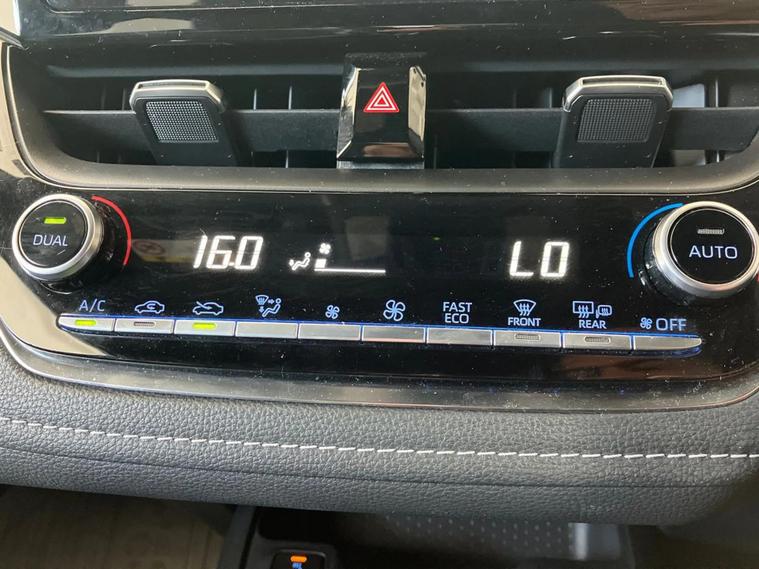 DUAL
16.0
LO
AUTO
A/C
FAST
ECO
FRONT
REAR
OFF